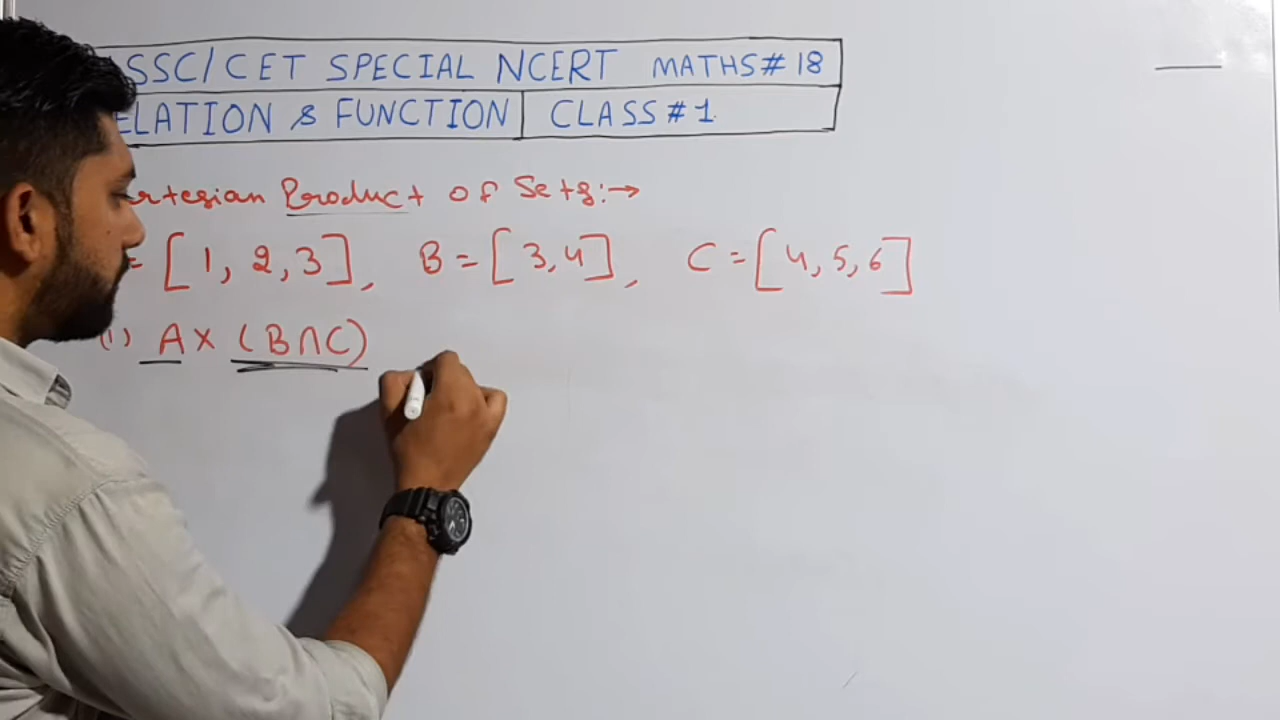 SSC/CET SPECIAL NCERT MATHS#18
ELATION & FUNCTION CLASS #1
rtesian Product of Sets:→
= [1, 2, 3], B = [3, 4], C = [4, 5, 6]
(1) A × (B∩C)